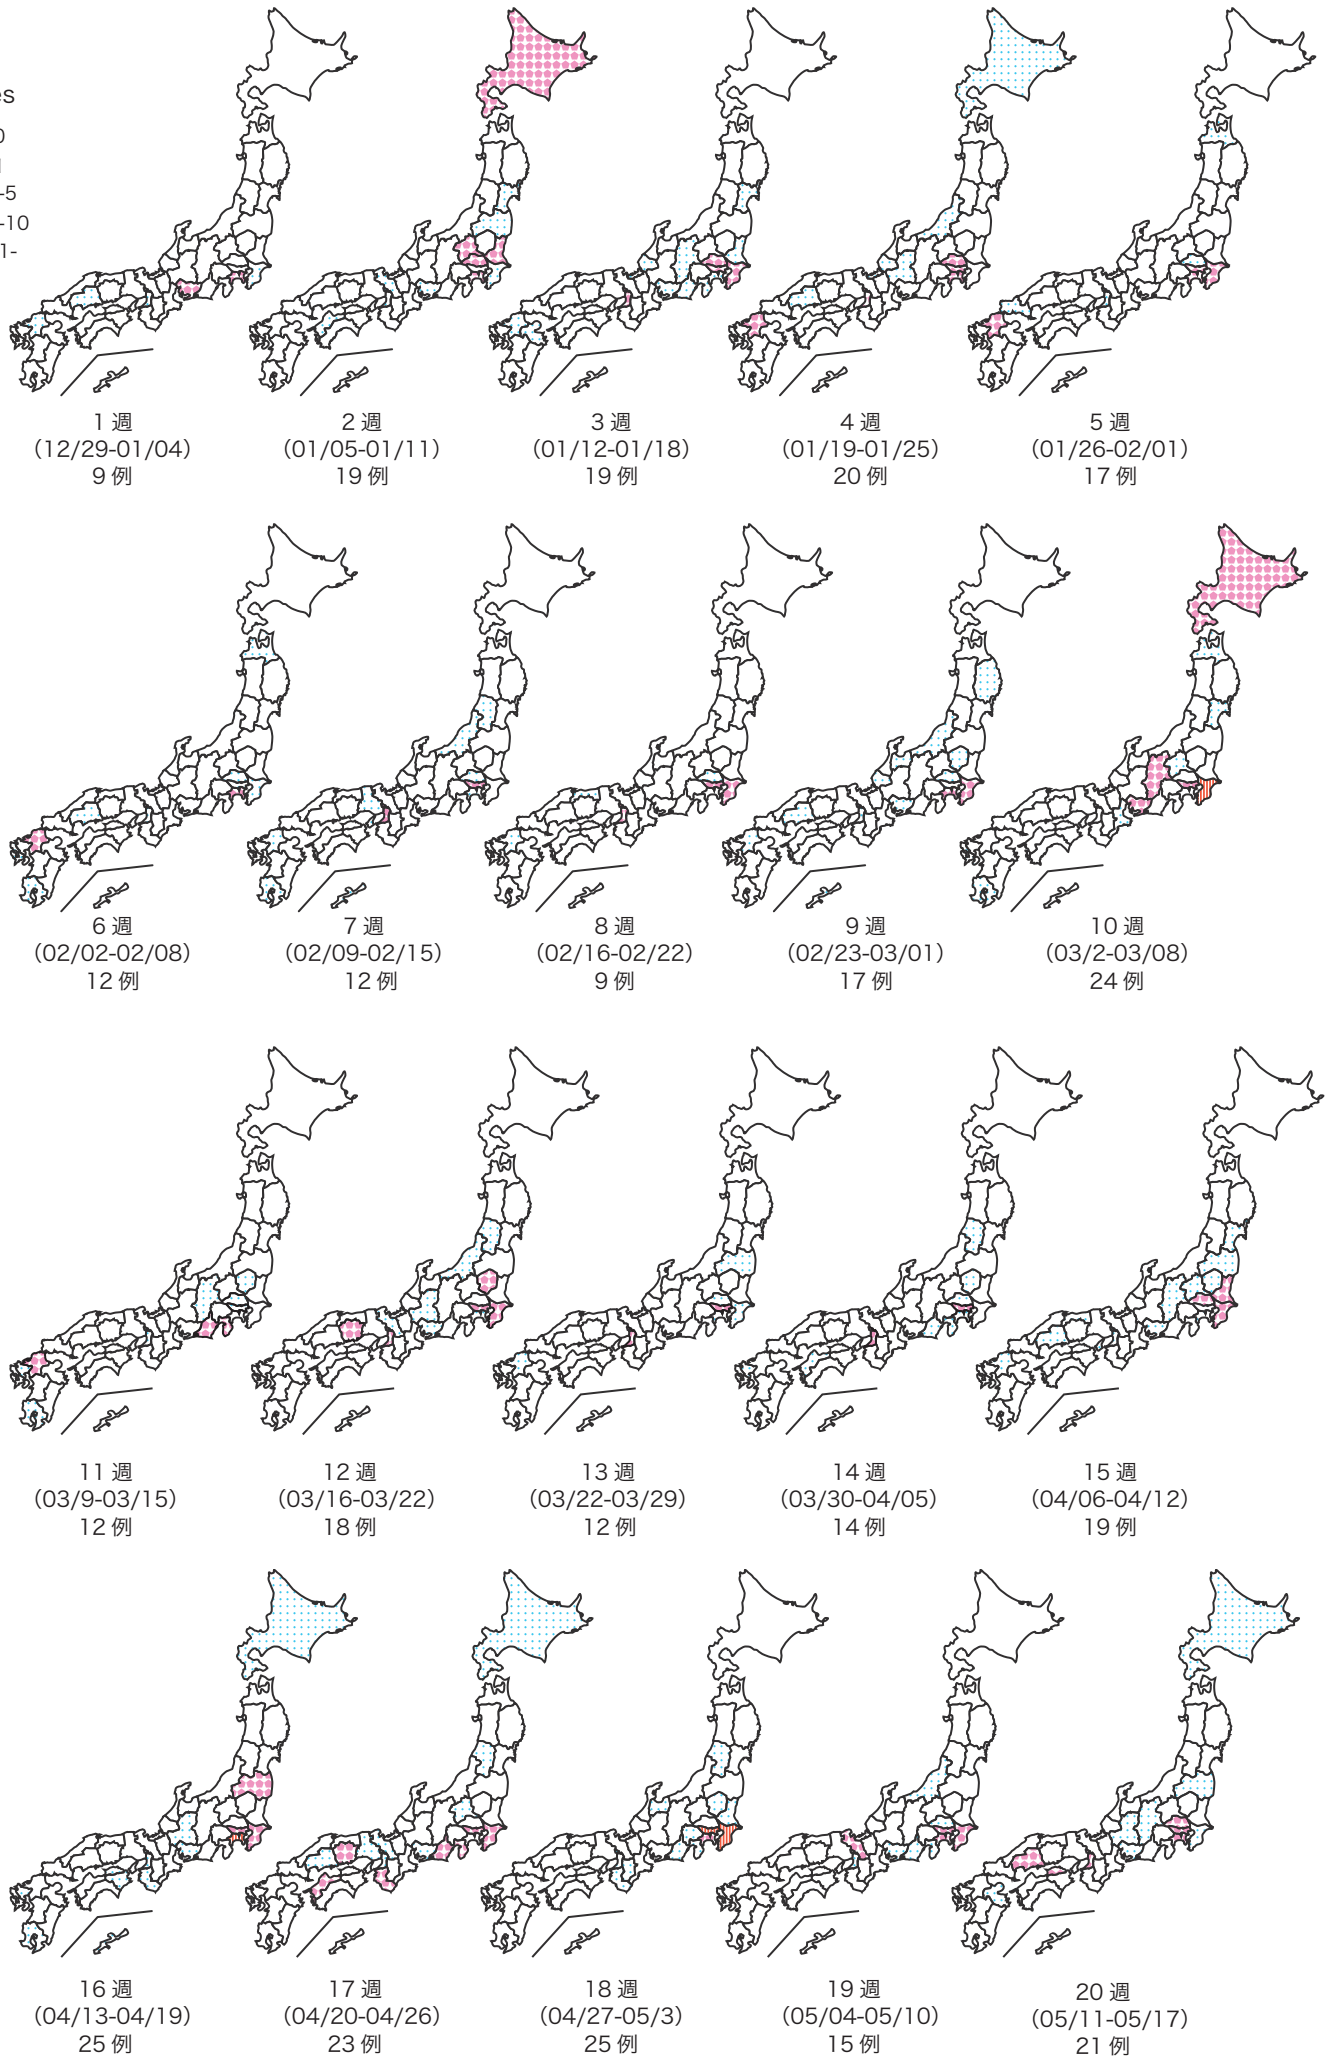 es
0
-5
-10
1-
1 週
(12/29-01/04)
9 例
2 週
(01/05-01/11)
19 例
3 週
(01/12-01/18)
19 例
4 週
(01/19-01/25)
20 例
5 週
(01/26-02/01)
17 例
6 週
(02/02-02/08)
12 例
7 週
(02/09-02/15)
12 例
8 週
(02/16-02/22)
9 例
9 週
(02/23-03/01)
17 例
10 週
(03/2-03/08)
24 例
11 週
(03/9-03/15)
12 例
12 週
(03/16-03/22)
18 例
13 週
(03/22-03/29)
12 例
14 週
(03/30-04/05)
14 例
15 週
(04/06-04/12)
19 例
16 週
(04/13-04/19)
25 例
17 週
(04/20-04/26)
23 例
18 週
(04/27-05/3)
25 例
19 週
(05/04-05/10)
15 例
20 週
(05/11-05/17)
21 例